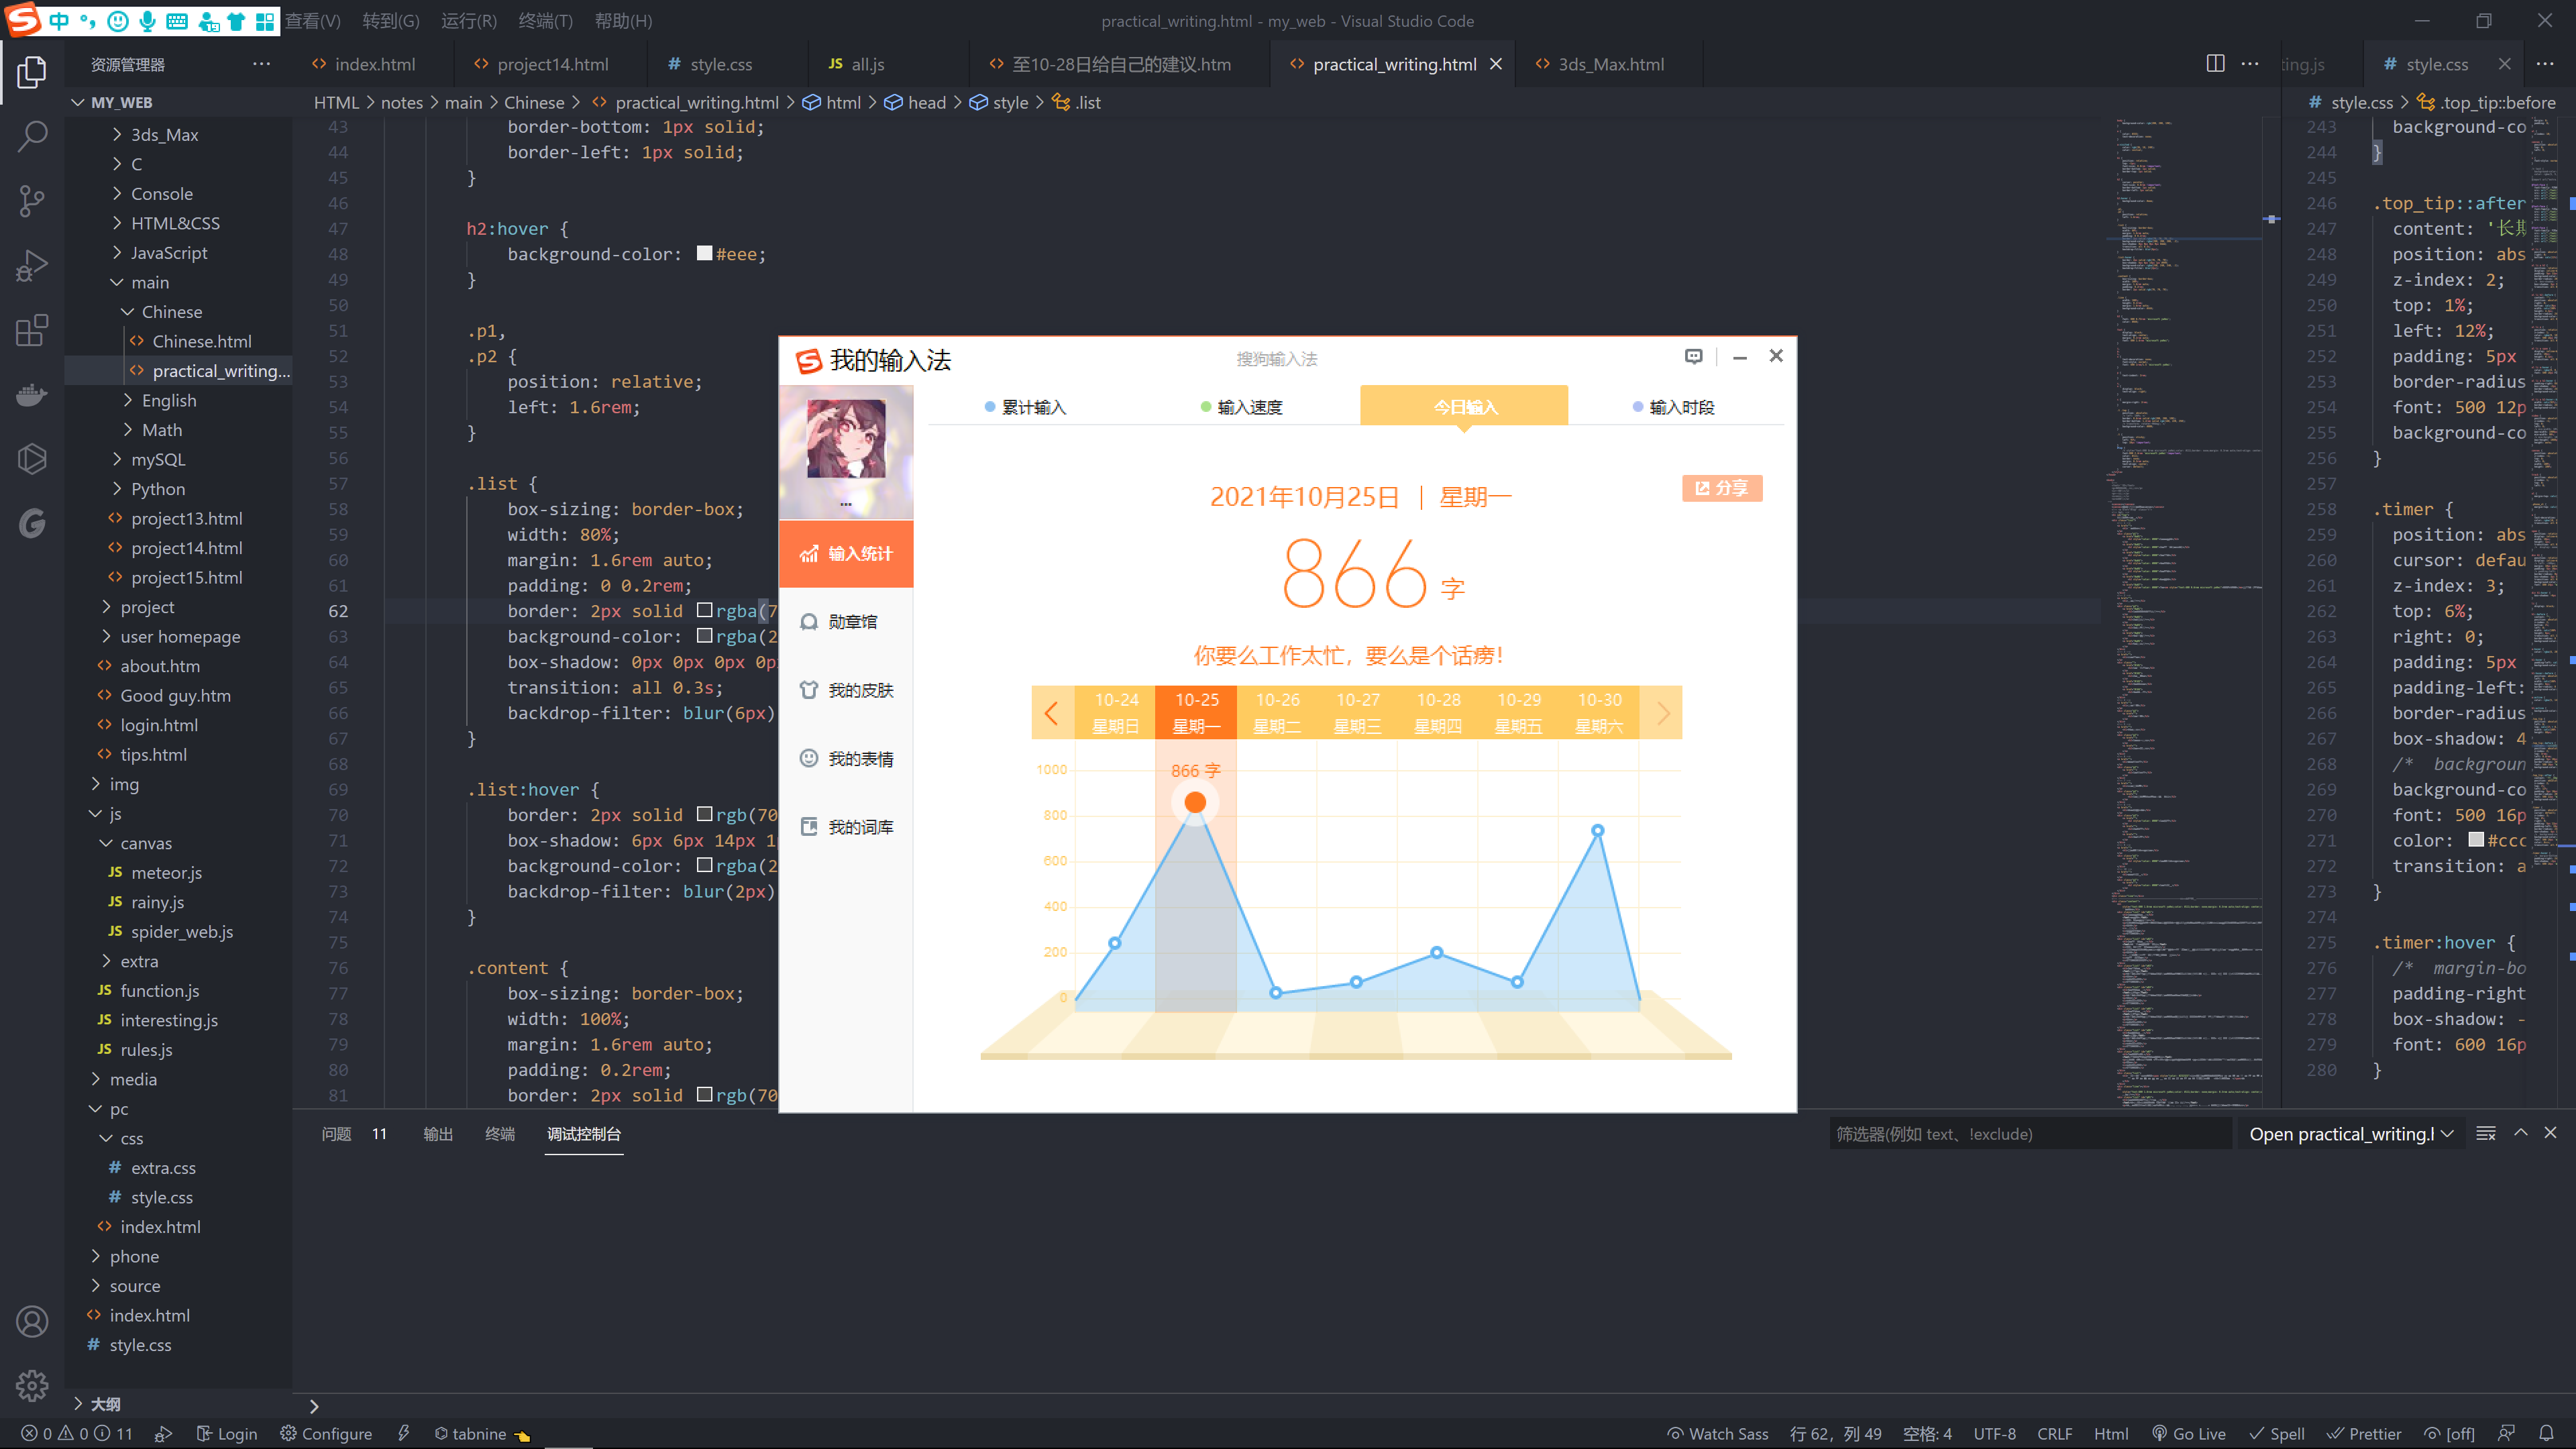 中
查看(V) 转到(G) 运行(R) 终端(T) 帮助(H)
practical_writing.html - my_web - Visual Studio Code
资源管理器
index.html
project14.html
style.css
JS all.js
至10-28日给自己的建议.htm
practical_writing.html
3ds_Max.html
ting.js
# style.css
MY_WEB
HTML > notes > main > Chinese > practical_writing.html > html > head > style > .list
# style.css > .top_tip::before
3ds_Max
C
Console
HTML&CSS
JavaScript
main
Chinese
Chinese.html
practical_writing...
English
Math
mySQL
Python
project13.html
project14.html
project15.html
project
user homepage
about.htm
Good guy.htm
login.html
tips.html
img
js
canvas
JS meteor.js
JS rainy.js
JS spider_web.js
extra
JS function.js
JS interesting.js
JS rules.js
media
pc
css
# extra.css
# style.css
index.html
phone
source
index.html
# style.css
大纲
43 border-bottom: 1px solid;
44 border-left: 1px solid;
45 }
46
47 h2:hover {
48 background-color: #eee;
49 }
50
51 .p1,
52 .p2 {
53 position: relative;
54 left: 1.6rem;
55 }
56
57 .list {
58 box-sizing: border-box;
59 width: 80%;
60 margin: 1.6rem auto;
61 padding: 0 0.2rem;
62 border: 2px solid rgba(7
63 background-color: rgba(2
64 box-shadow: 0px 0px 0px 0p
65 transition: all 0.3s;
66 backdrop-filter: blur(6px)
67 }
68
69 .list:hover {
70 border: 2px solid rgb(70
71 box-shadow: 6px 6px 14px 1
72 background-color: rgba(2
73 backdrop-filter: blur(2px)
74 }
75
76 .content {
77 box-sizing: border-box;
78 width: 100%;
79 margin: 1.6rem auto;
80 padding: 0.2rem;
81 border: 2px solid rgb(70
我的输入法
搜狗输入法
累计输入
输入速度
今日输入
输入时段
...
输入统计
勋章馆
我的皮肤
我的表情
我的词库
2021年10月25日 | 星期一
分享
866 字
你要么工作太忙，要么是个话痨！
10-24 10-25 10-26 10-27 10-28 10-29 10-30
星期日 星期一 星期二 星期三 星期四 星期五 星期六
866 字
1000
800
600
400
200
0
243 background-co
244 }
245
246 .top_tip::after
247 content: '长期
248 position: abs
249 z-index: 2;
250 top: 1%;
251 left: 12%;
252 padding: 5px
253 border-radius
254 font: 500 12p
255 background-co
256 }
257
258 .timer {
259 position: abs
260 cursor: defau
261 z-index: 3;
262 top: 6%;
263 right: 0;
264 padding: 5px
265 padding-left:
266 border-radius
267 box-shadow: 4
268 /* backgroun
269 background-co
270 font: 500 16p
271 color: #ccc
272 transition: a
273 }
274
275 .timer:hover {
276 /* margin-bo
277 padding-right
278 box-shadow: -
279 font: 600 16p
280 }
问题 11 输出 终端 调试控制台
筛选器(例如 text、!exclude)
Open practical_writing.l
0 0 11
Login
Configure
tabnine
Watch Sass
行 62，列 49
空格: 4
UTF-8
CRLF
Html
Go Live
Spell
Prettier
[off]